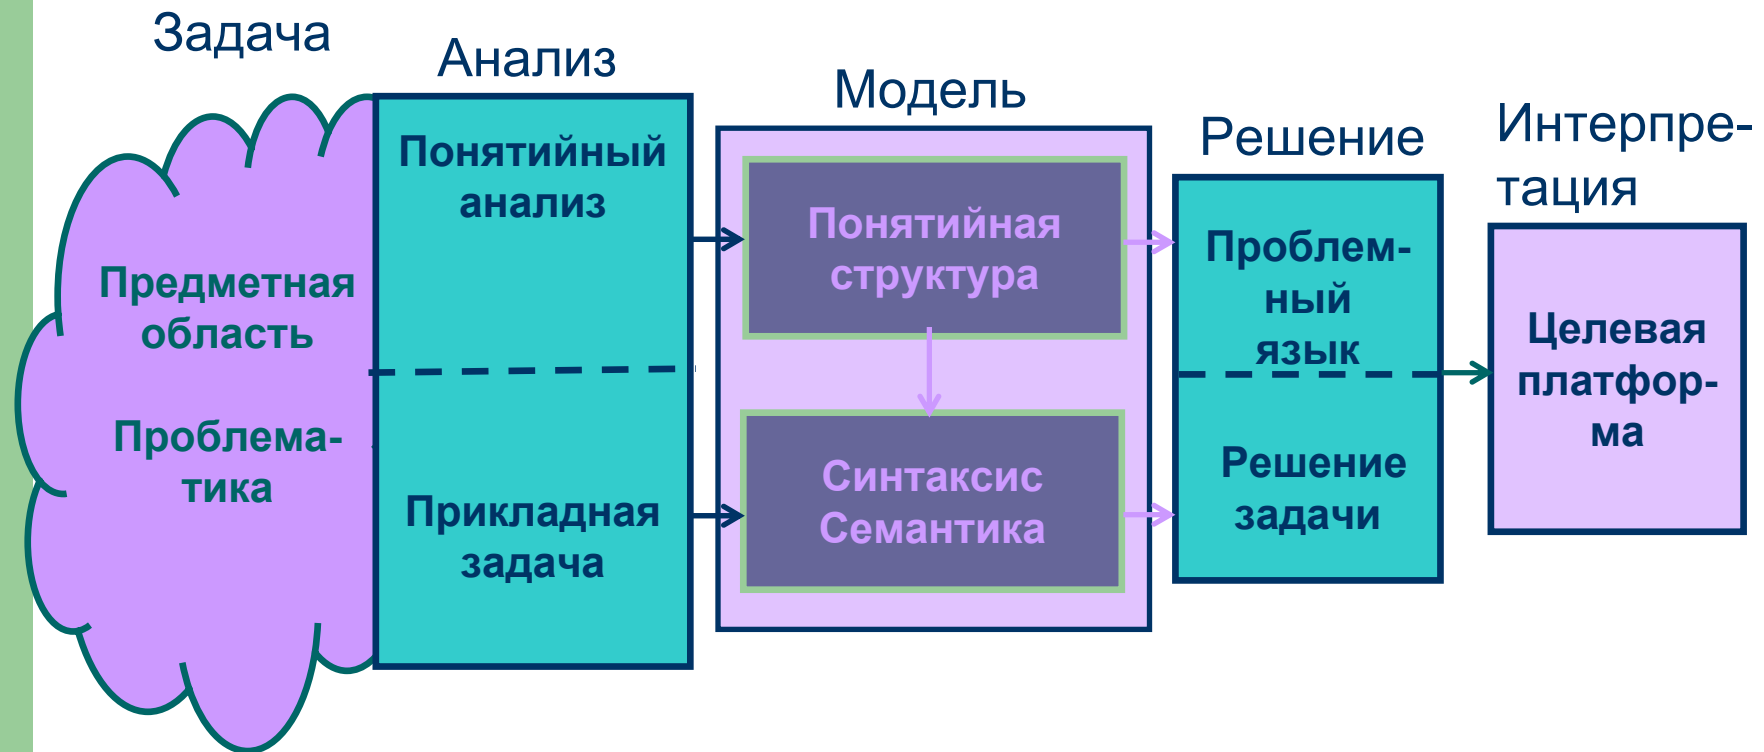 Задача
Анализ
Модель
Решение
Интерпре-
тация
Предметная
область
Проблема-
тика
Понятийный
анализ
Прикладная
задача
Понятийная
структура
Синтаксис
Семантика
Проблем-
ный
язык
Решение
задачи
Целевая
платфор-
ма